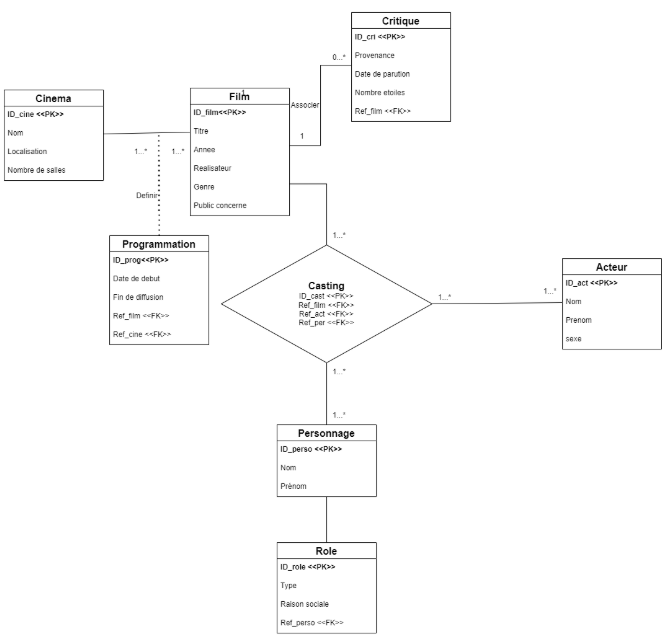 Critique
ID_cri <<PK>>
Provenance
Date de parution
Nombre etoiles
Ref_film <<FK>>
0...*
Associer
1
Cinema
ID_cine <<PK>>
Nom
Localisation
Nombre de salles
1...*
1...*
1
Film
ID_film<<PK>>
Titre
Annee
Realisateur
Genre
Public concerne
Definir
Programmation
ID_prog<<PK>>
Date de debut
Fin de diffusion
Ref_film <<FK>>
Ref_cine <<FK>>
1...*
Casting
ID_cast <<PK>>
Ref_film <<FK>>
Ref_act <<FK>>
Ref_per <<FK>>
1...*
1...*
Acteur
ID_act <<PK>>
Nom
Prenom
sexe
1...*
1...*
Personnage
ID_perso <<PK>>
Nom
Prénom
Role
ID_role <<PK>>
Type
Raison sociale
Ref_perso <<FK>>